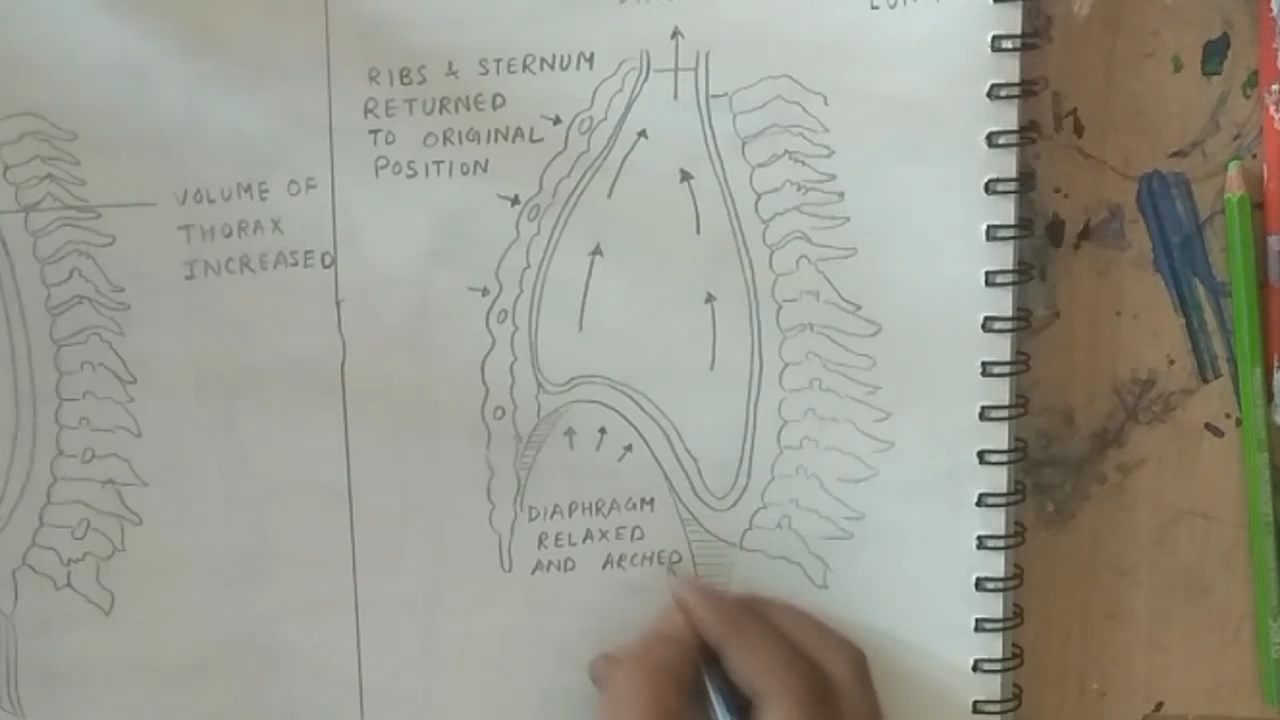 VOLUME OF
THORAX
INCREASED
RIBS & STERNUM
RETURNED
TO ORIGINAL
POSITION
DIAPHRAGM
RELAXED
AND ARCHED